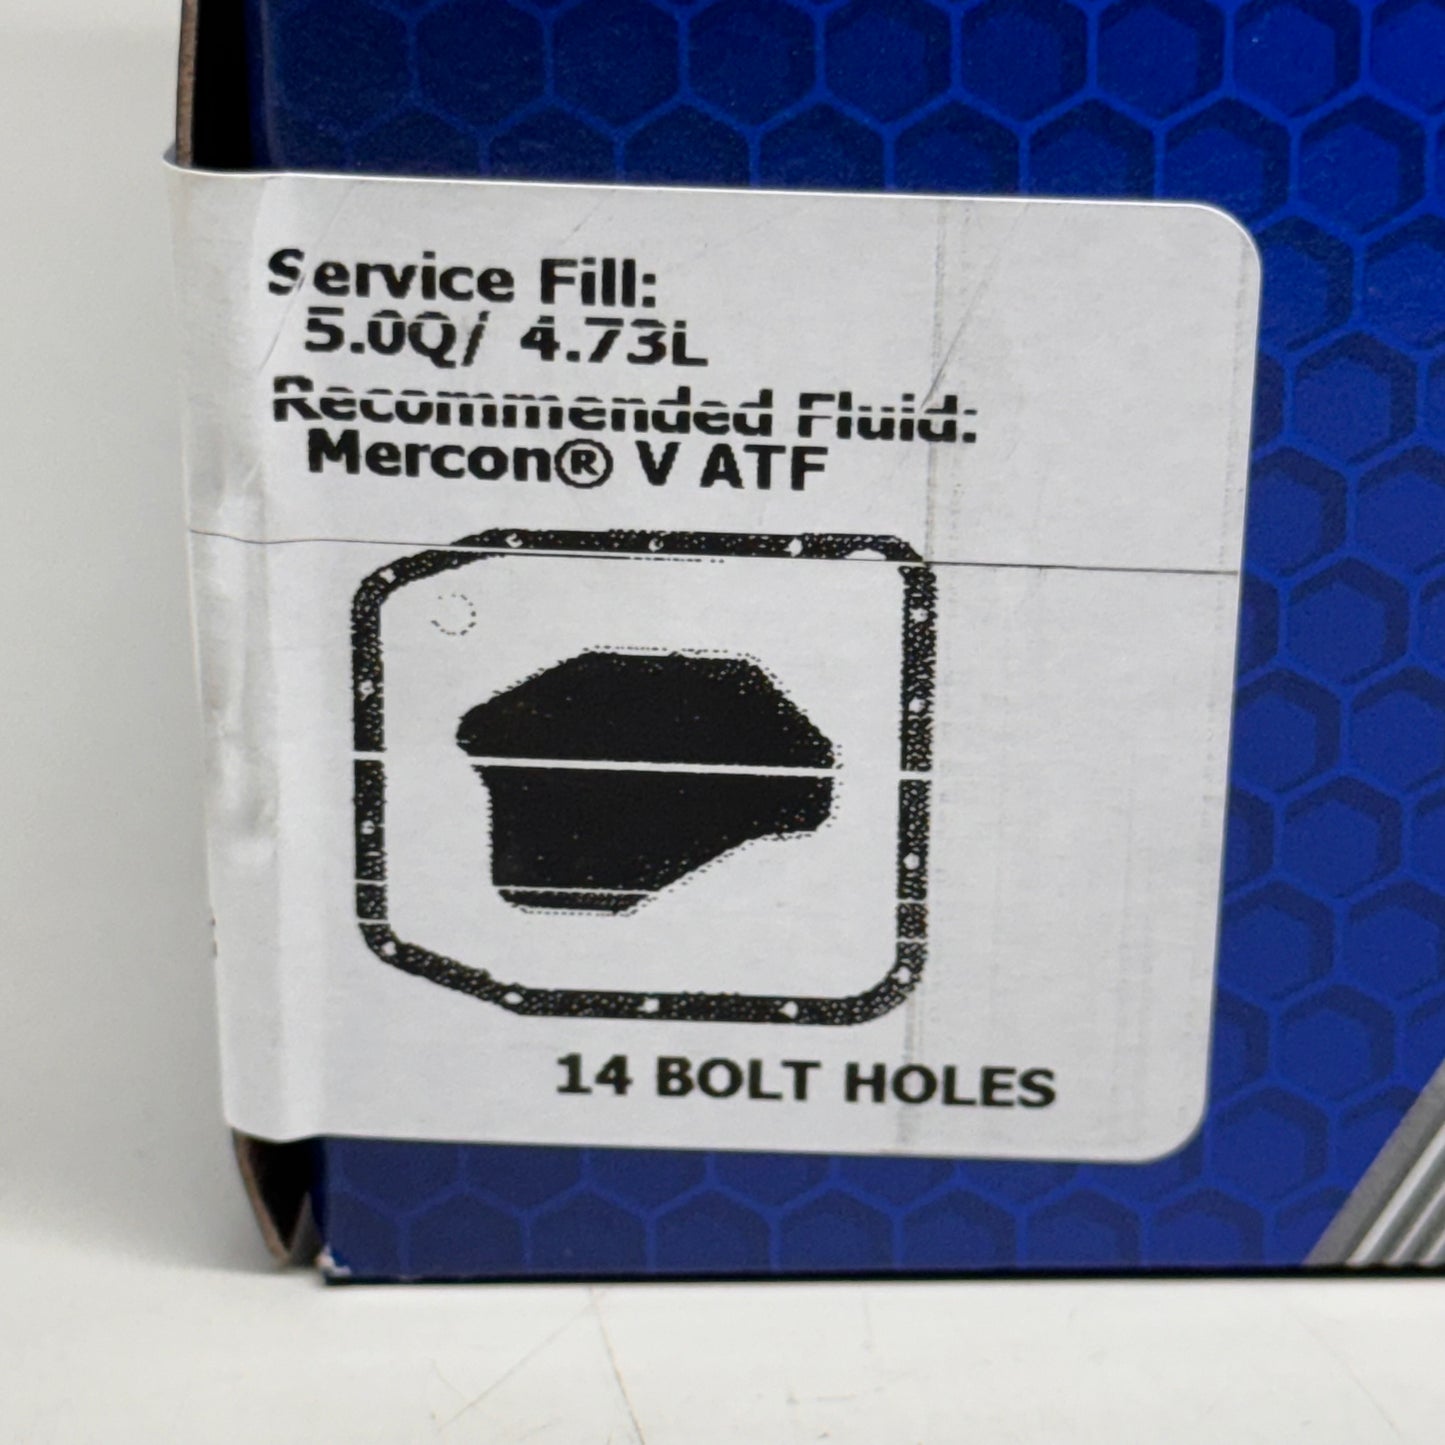 Service Fill:
5.0Q/ 4.73L
Recommended Fluid:
Mercon® V ATF
14 BOLT HOLES